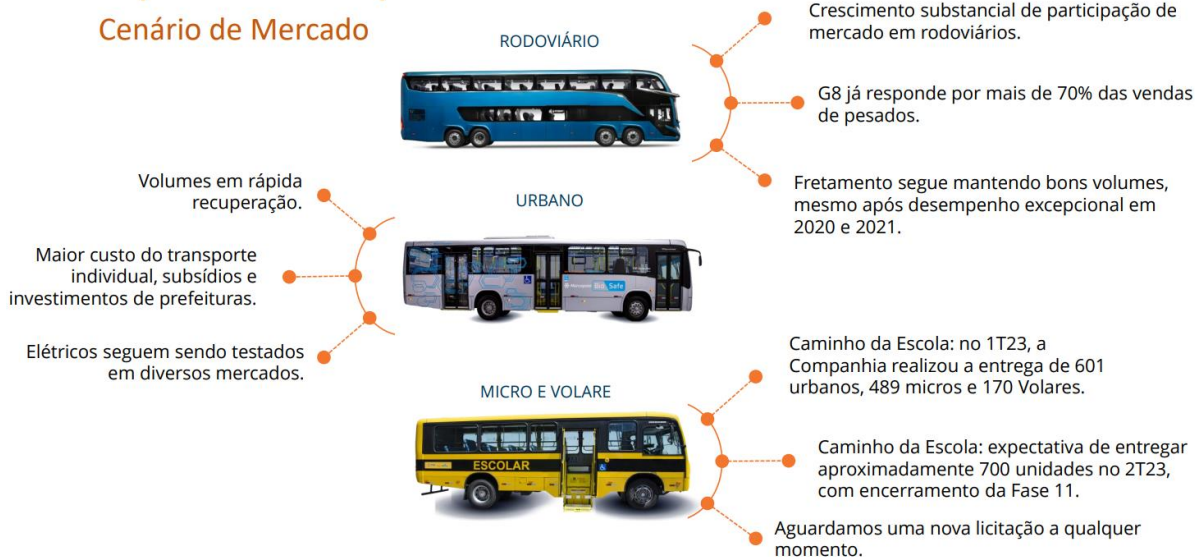 Cenário de Mercado
RODOVIÁRIO
Crescimento substancial de participação de
mercado em rodoviários.
G8 já responde por mais de 70% das vendas
de pesados.
Fretamento segue mantendo bons volumes,
mesmo após desempenho excepcional em
2020 e 2021.
URBANO
Volumes em rápida
recuperação.
Maior custo do transporte
individual, subsídios e
investimentos de prefeituras.
Elétricos seguem sendo testados
em diversos mercados.
Safe
MICRO E VOLARE
ESCOLAR
Caminho da Escola: no 1T23, a
Companhia realizou a entrega de 601
urbanos, 489 micros e 170 Volares.
Caminho da Escola: expectativa de entregar
aproximadamente 700 unidades no 2T23,
com encerramento da Fase 11.
Aguardamos uma nova licitação a qualquer
momento.